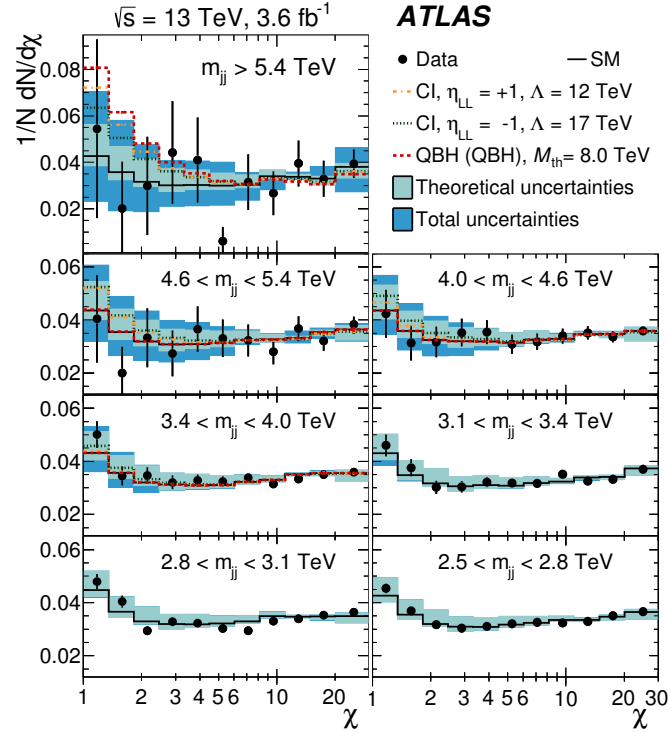 √s = 13 TeV, 3.6 fb⁻¹
ATLAS
1/N dN/dχ
0.08
0.06
0.04
0.02
m_jj > 5.4 TeV
Data
SM
CI, η_LL = +1, Λ = 12 TeV
CI, η_LL = -1, Λ = 17 TeV
QBH (QBH), M_th = 8.0 TeV
Theoretical uncertainties
Total uncertainties
0.06
0.04
0.02
4.6 < m_jj < 5.4 TeV
4.0 < m_jj < 4.6 TeV
0.06
0.04
0.02
3.4 < m_jj < 4.0 TeV
3.1 < m_jj < 3.4 TeV
0.06
0.04
0.02
2.8 < m_jj < 3.1 TeV
2.5 < m_jj < 2.8 TeV
1 2 3 4 5 6 10
1 2 3 4 5 6 10 20 30
χ
χ